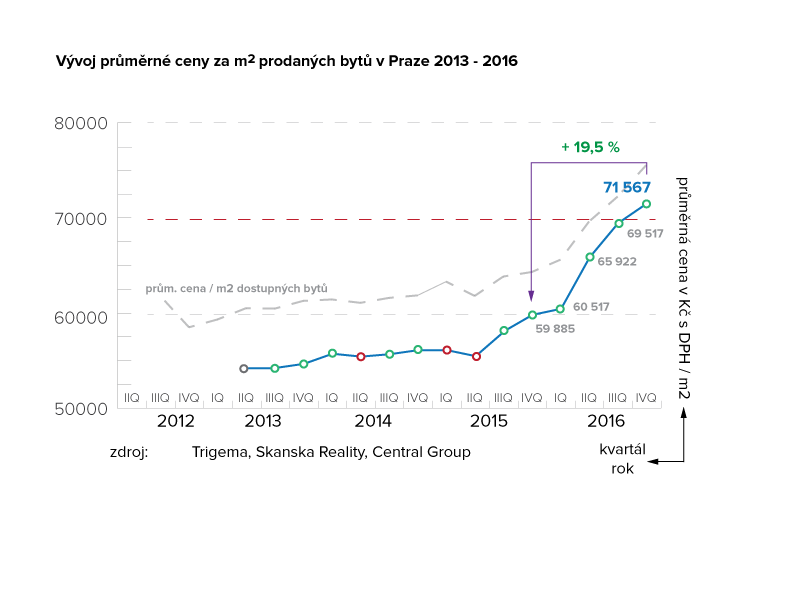 Vývoj průměrné ceny za m2 prodaných bytů v Praze 2013 - 2016
80000
+ 19,5 %
71 567
70000
69 517
65 922
prům. cena / m2 dostupných bytů
60 517
60000
59 885
50000
IIQ IIIQ IVQ IQ IIQ IIIQ IVQ IQ IIQ IIIQ IVQ IQ IIQ IIIQ IVQ IQ IIQ IIIQ IVQ
2012 2013 2014 2015 2016
průměrná cena v Kč s DPH / m2
zdroj: Trigema, Skanska Reality, Central Group
kvartál
rok